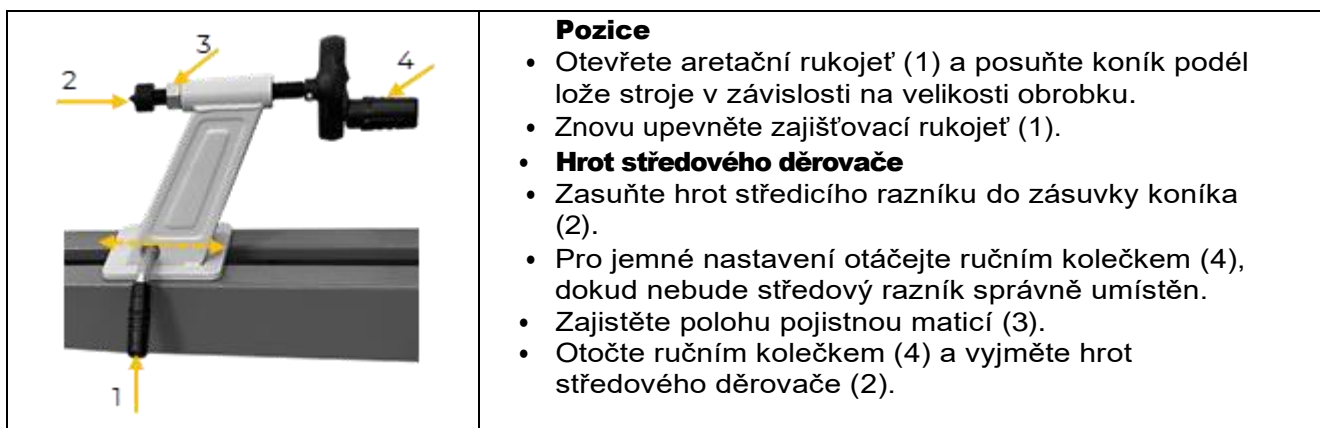 3
2
4
1
Pozice
• Otevřete aretační rukojeť (1) a posuňte koník podél
lože stroje v závislosti na velikosti obrobku.
• Znovu upevněte zajišťovací rukojeť (1).
• Hrot středového děrovače
• Zasuňte hrot středicího razníku do zásuvky koníka
(2).
• Pro jemné nastavení otáčejte ručním kolečkem (4),
dokud nebude středový razník správně umístěn.
• Zajistěte polohu pojistnou maticí (3).
• Otočte ručním kolečkem (4) a vyjměte hrot
středového děrovače (2).